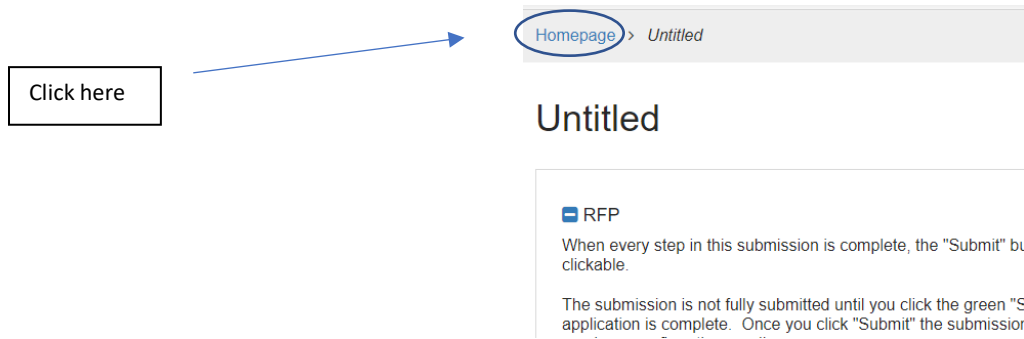 Homepage > Untitled
Click here
Untitled
RFP
When every step in this submission is complete, the "Submit"
clickable.
The submission is not fully submitted until you click the green
application is complete. Once you click "Submit" the submission